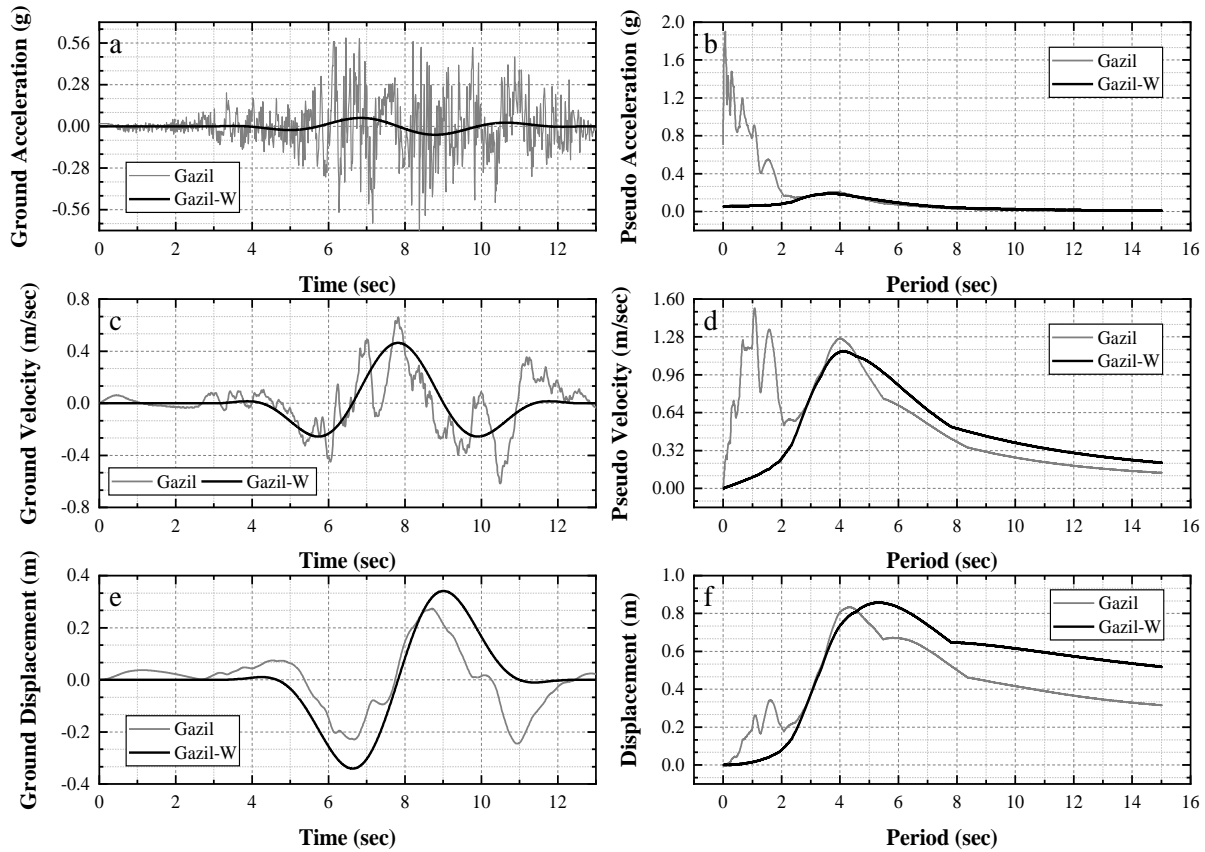 a
Ground Acceleration (g)
0.56
0.28
0.00
-0.28
-0.56
Gazil
Gazil-W
0 2 4 6 8 10 12
Time (sec)
b
Pseudo Acceleration (g)
2.0
1.6
1.2
0.8
0.4
0.0
Gazil
Gazil-W
0 2 4 6 8 10 12 14 16
Period (sec)
c
Ground Velocity (m/sec)
0.8
0.4
0.0
-0.4
-0.8
Gazil Gazil-W
0 2 4 6 8 10 12
Time (sec)
d
Pseudo Velocity (m/sec)
1.60
1.28
0.96
0.64
0.32
0.00
Gazil
Gazil-W
0 2 4 6 8 10 12 14 16
Period (sec)
e
Ground Displacement (m)
0.4
0.2
0.0
-0.2
-0.4
Gazil
Gazil-W
0 2 4 6 8 10 12
Time (sec)
f
Displacement (m)
1.0
0.8
0.6
0.4
0.2
0.0
Gazil
Gazil-W
0 2 4 6 8 10 12 14 16
Period (sec)